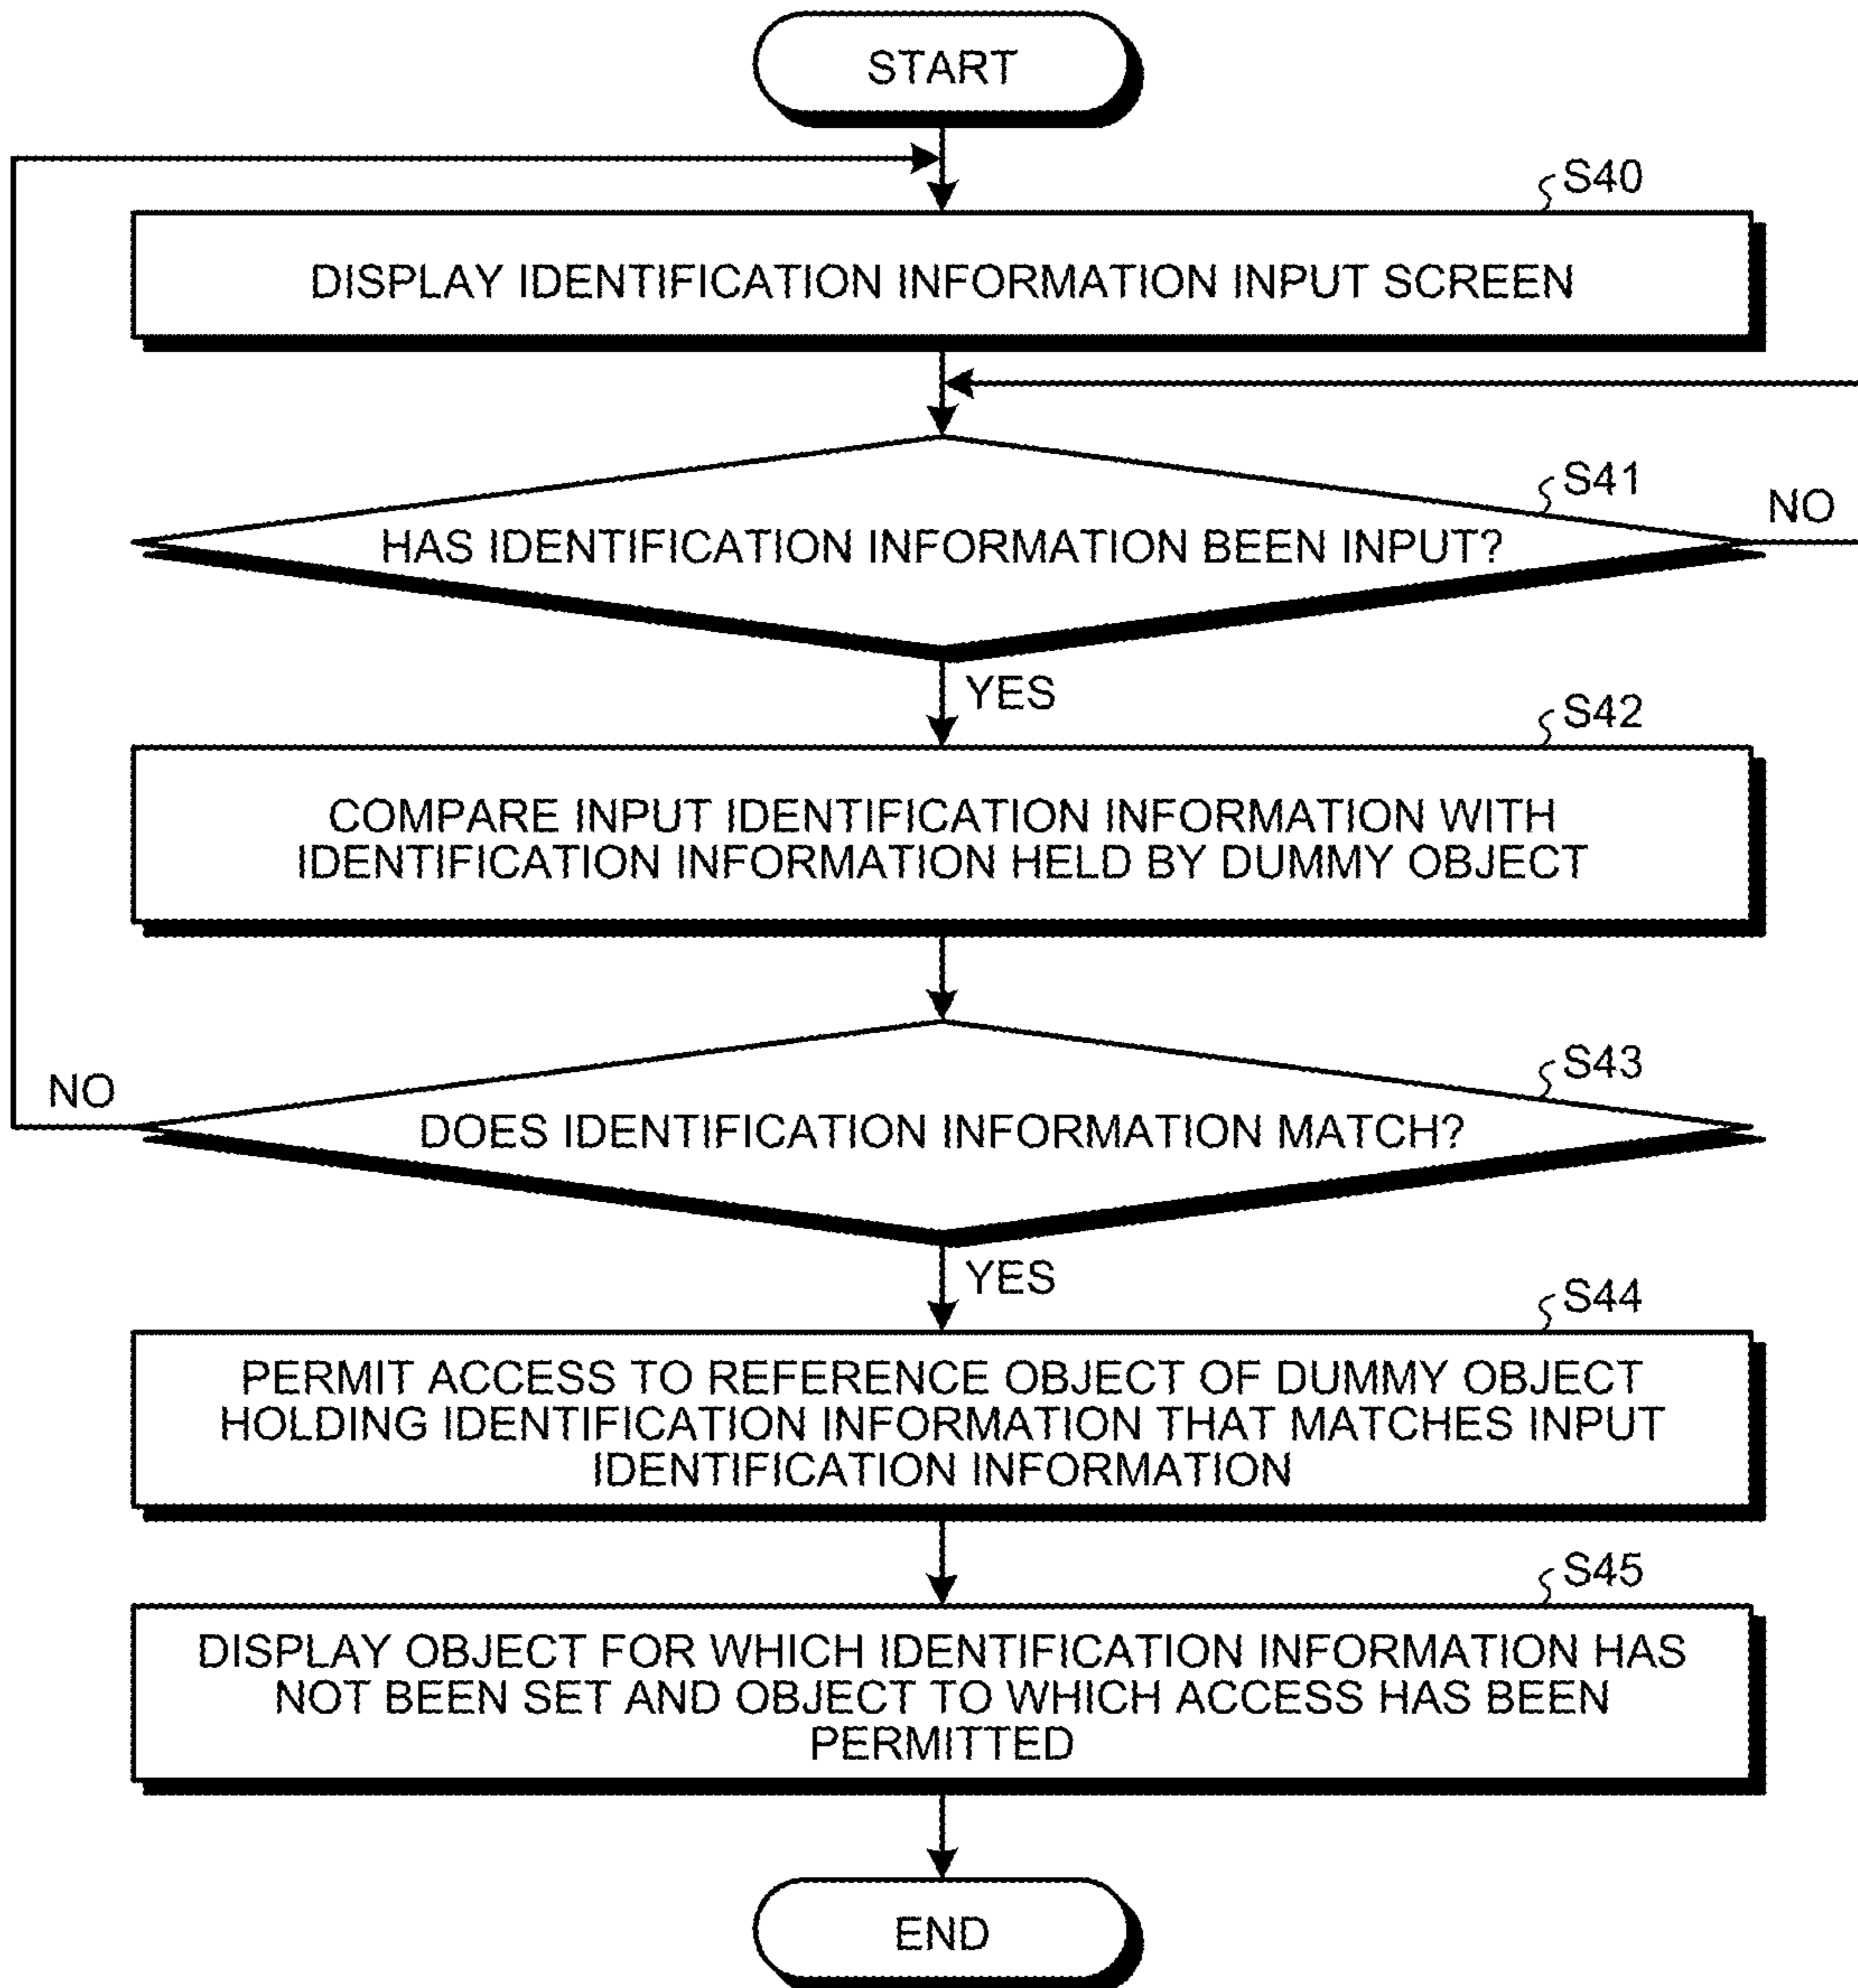 START
S40
DISPLAY IDENTIFICATION INFORMATION INPUT SCREEN
S41
NO
HAS IDENTIFICATION INFORMATION BEEN INPUT?
YES
S42
COMPARE INPUT IDENTIFICATION INFORMATION WITH
IDENTIFICATION INFORMATION HELD BY DUMMY OBJECT
S43
NO
DOES IDENTIFICATION INFORMATION MATCH?
YES
S44
PERMIT ACCESS TO REFERENCE OBJECT OF DUMMY OBJECT
HOLDING IDENTIFICATION INFORMATION THAT MATCHES INPUT
IDENTIFICATION INFORMATION
S45
DISPLAY OBJECT FOR WHICH IDENTIFICATION INFORMATION HAS
NOT BEEN SET AND OBJECT TO WHICH ACCESS HAS BEEN
PERMITTED
END